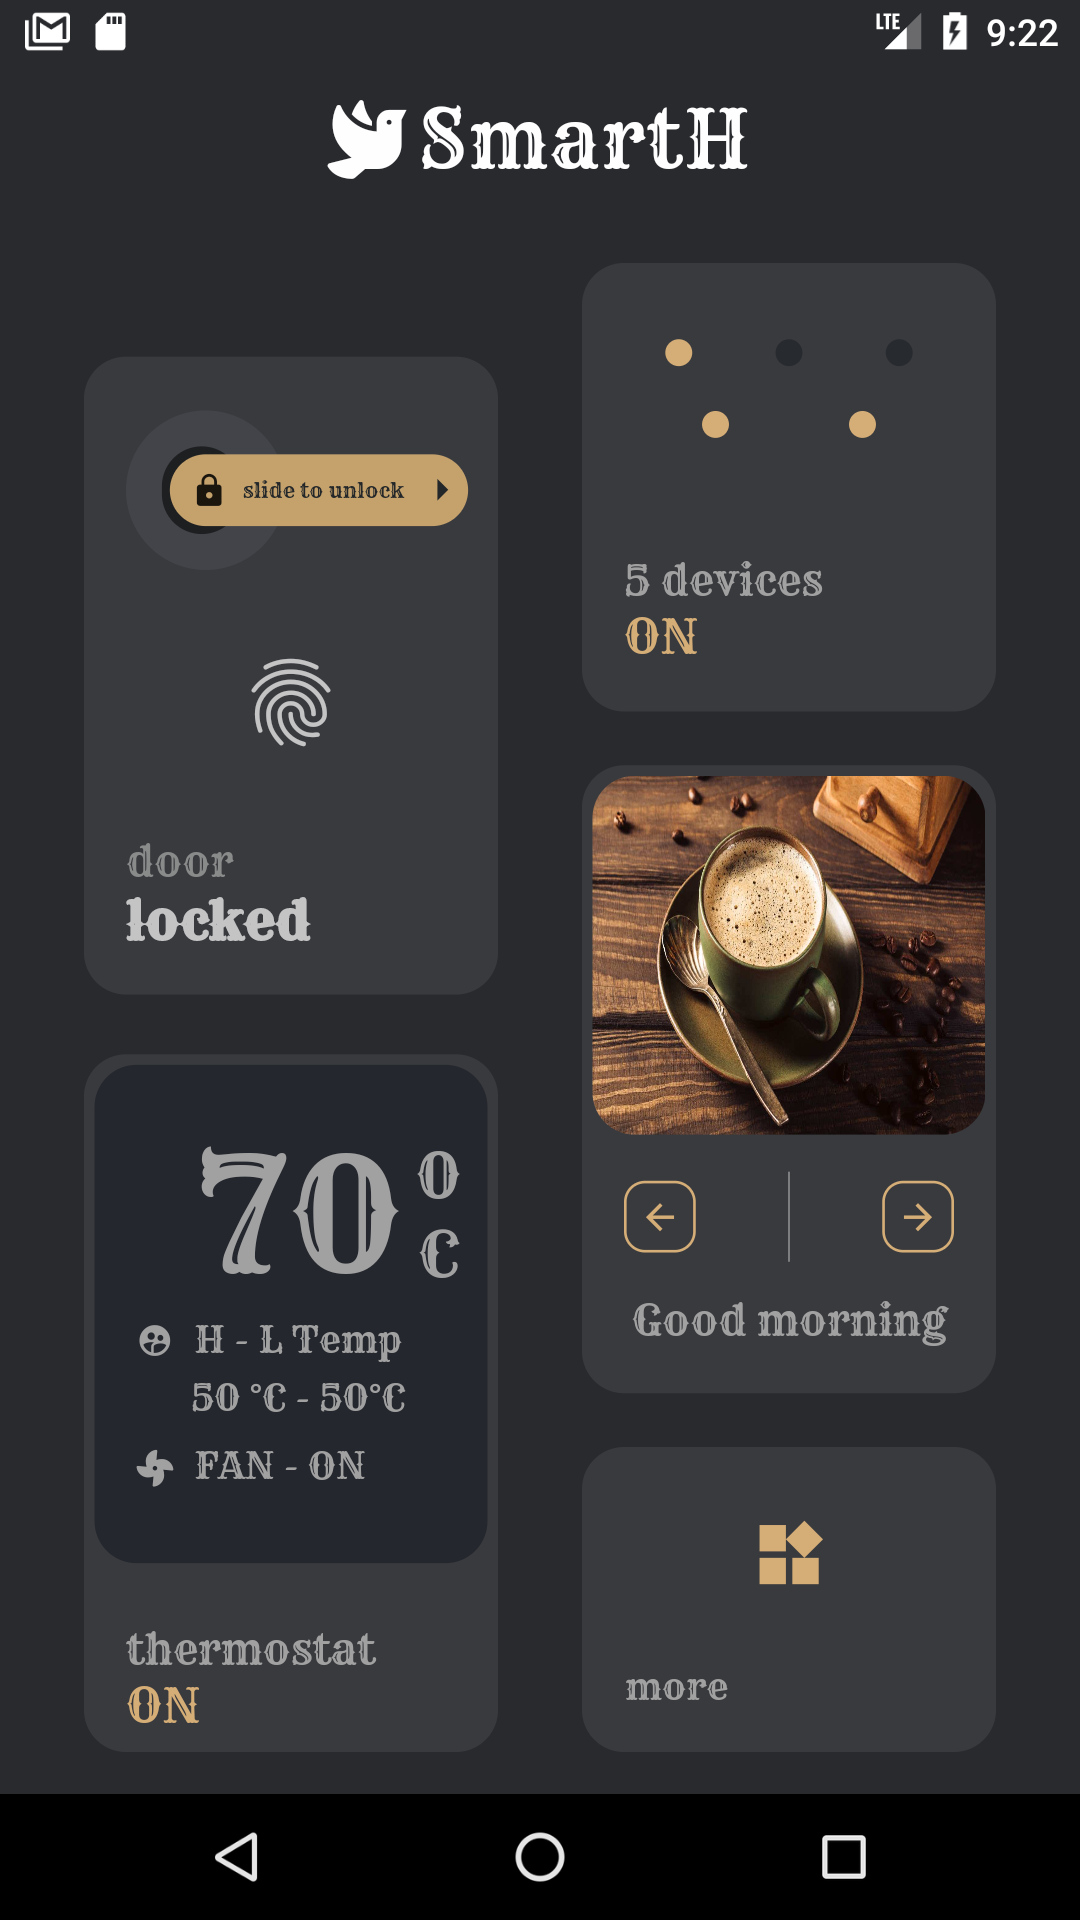 LTE 9:22
SmartH
slide to unlock
door
locked
5 devices
ON
70 0 C
H - L Temp
50 °C - 50°C
FAN - ON
thermostat
ON
Good morning
more